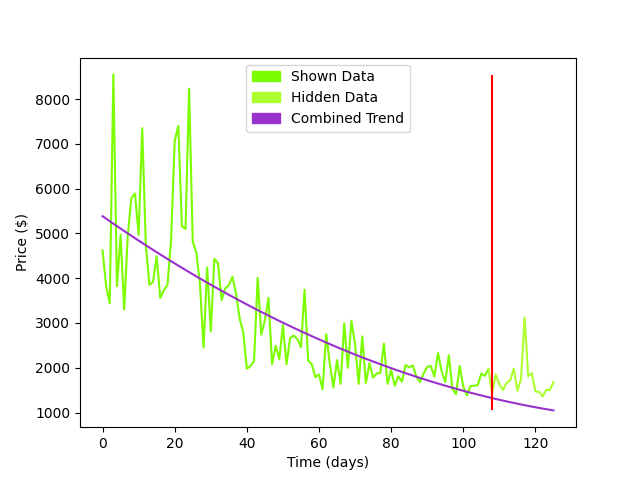 Shown Data
Hidden Data
Combined Trend
Price ($)
8000
7000
6000
5000
4000
3000
2000
1000
0 20 40 60 80 100 120
Time (days)